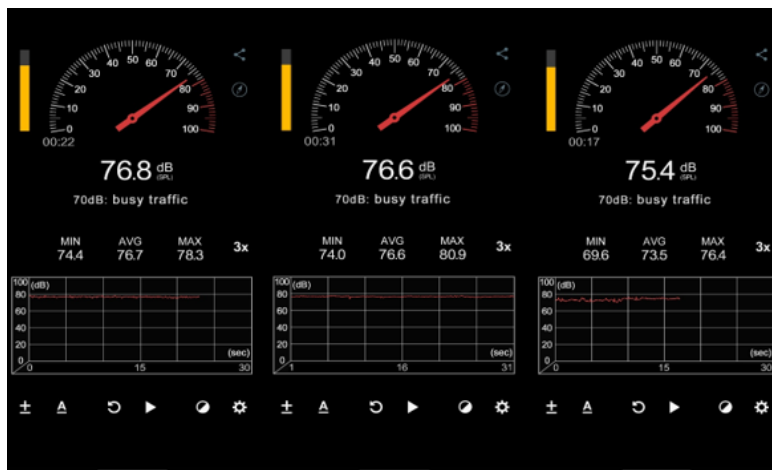 0 10 20 30 40 50 60 70 80 90 100
00:22
76.8 dB (SPL)
70dB: busy traffic
MIN AVG MAX
74.4 76.7 78.3 3x
100 (dB)
80
60
40
20
0 (sec)
0 15 30
± A
0 10 20 30 40 50 60 70 80 90 100
00:31
76.6 dB (SPL)
70dB: busy traffic
MIN AVG MAX
74.0 76.6 80.9 3x
100 (dB)
80
60
40
20
0 (sec)
1 16 31
± A
0 10 20 30 40 50 60 70 80 90 100
00:17
75.4 dB (SPL)
70dB: busy traffic
MIN AVG MAX
69.6 73.5 76.4 3x
100 (dB)
80
60
40
20
0 (sec)
0 15 30
± A